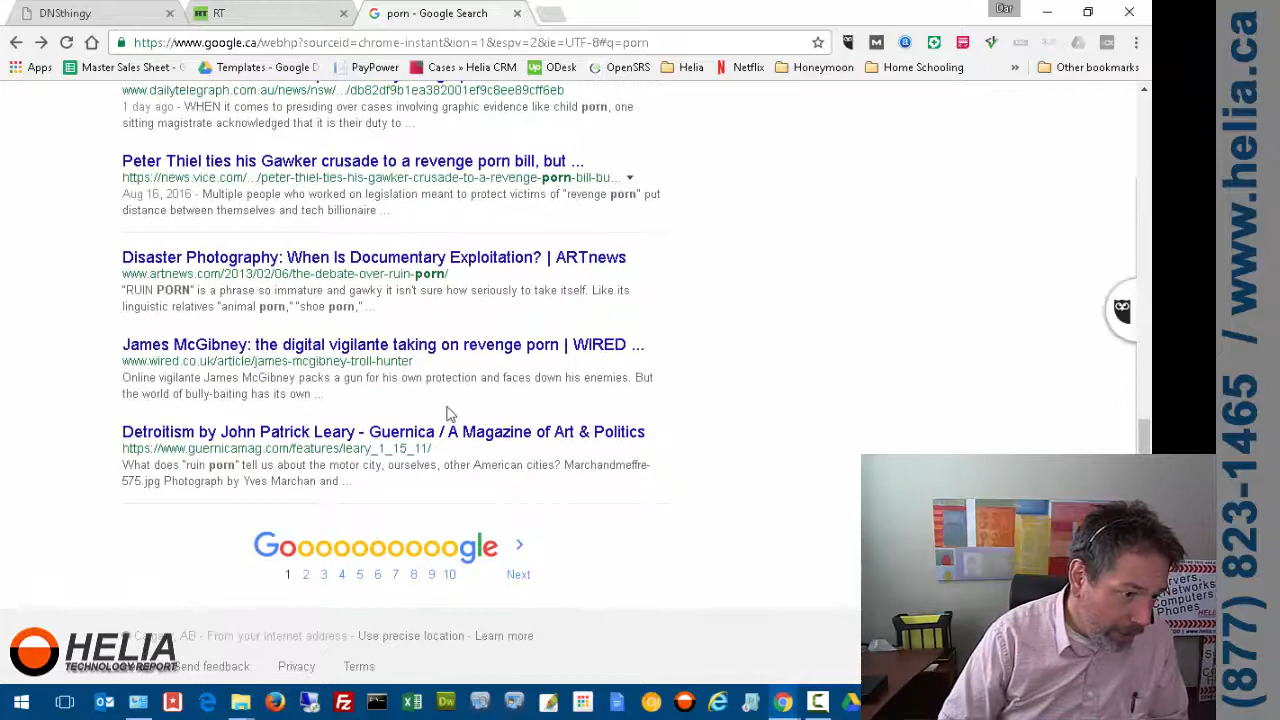 DNSthingy
RT
porn - Google Search
Dar
https://www.google.ca/webhp?sourceid=chrome-instant&ion=1&espv=2&ie=UTF-8#q=porn
Apps
Master Sales Sheet -
Templates - Google D
PayPower
Cases » Helia CRM
ODesk
OpenSRS
Helia
Netflix
Honeymoon
Home Schooling
»
Other bookmarks
www.dailytelegraph.com.au/news/nsw/.../db82df9b1ea382001ef9c8ee89cffeb
1 day ago - WHEN it comes to presiding over cases involving graphic evidence like child porn, one
sitting magistrate acknowledged that it is their duty to ...
Peter Thiel ties his Gawker crusade to a revenge porn bill, but ...
https://news.vice.com/.../peter-thiel-ties-his-gawker-crusade-to-a-revenge-porn-bill-bu...
Aug 16, 2016 - Multiple people who worked on legislation meant to protect victims of "revenge porn" put
distance between themselves and tech billionaire ...
Disaster Photography: When Is Documentary Exploitation? | ARTnews
www.artnews.com/2013/02/06/the-debate-over-ruin-porn/
"RUIN PORN" is a phrase so immature and gawky it isn't sure how seriously to take itself. Like its
linguistic relatives "animal porn," "shoe porn," ...
James McGibney: the digital vigilante taking on revenge porn | WIRED ...
www.wired.co.uk/article/james-mcgibney-troll-hunter
Online vigilante James McGibney packs a gun for his own protection and faces down his enemies. But
the world of bully-baiting has its own ...
Detroitism by John Patrick Leary - Guernica / A Magazine of Art & Politics
https://www.guernicamag.com/features/leary_1_15_11/
What does "ruin porn" tell us about the motor city, ourselves, other American cities? Marchandmeffre-
575.jpg Photograph by Yves Marchan and ...
Goooooooooogle
1 2 3 4 5 6 7 8 9 10 Next
AB - From your internet address - Use precise location - Learn more
HELIA
TECHNOLOGY REPORT
Send feedback
Privacy
Terms
Servers,
Networks
Computers
Phones
(877) 823-1465 / www.helia.ca